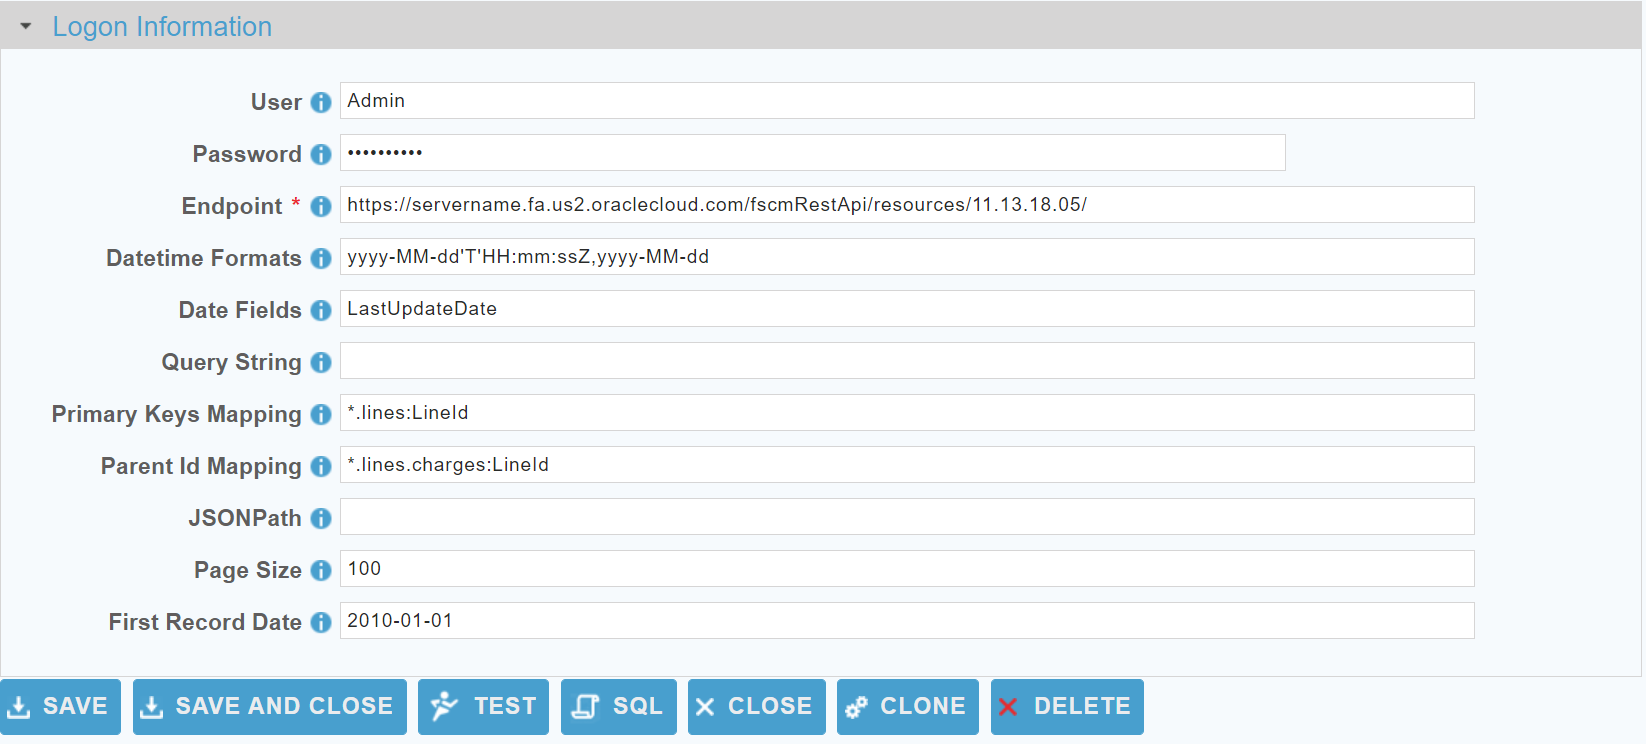 Logon Information
User Admin
Password ••••••••••
Endpoint * https://servername.fa.us2.oraclecloud.com/fscmRestApi/resources/11.13.18.05/
Datetime Formats yyyy-MM-dd'T'HH:mm:ssZ,yyyy-MM-dd
Date Fields LastUpdateDate
Query String
Primary Keys Mapping *.lines:LineId
Parent Id Mapping *.lines.charges:LineId
JSONPath
Page Size 100
First Record Date 2010-01-01
SAVE SAVE AND CLOSE TEST SQL CLOSE CLONE DELETE